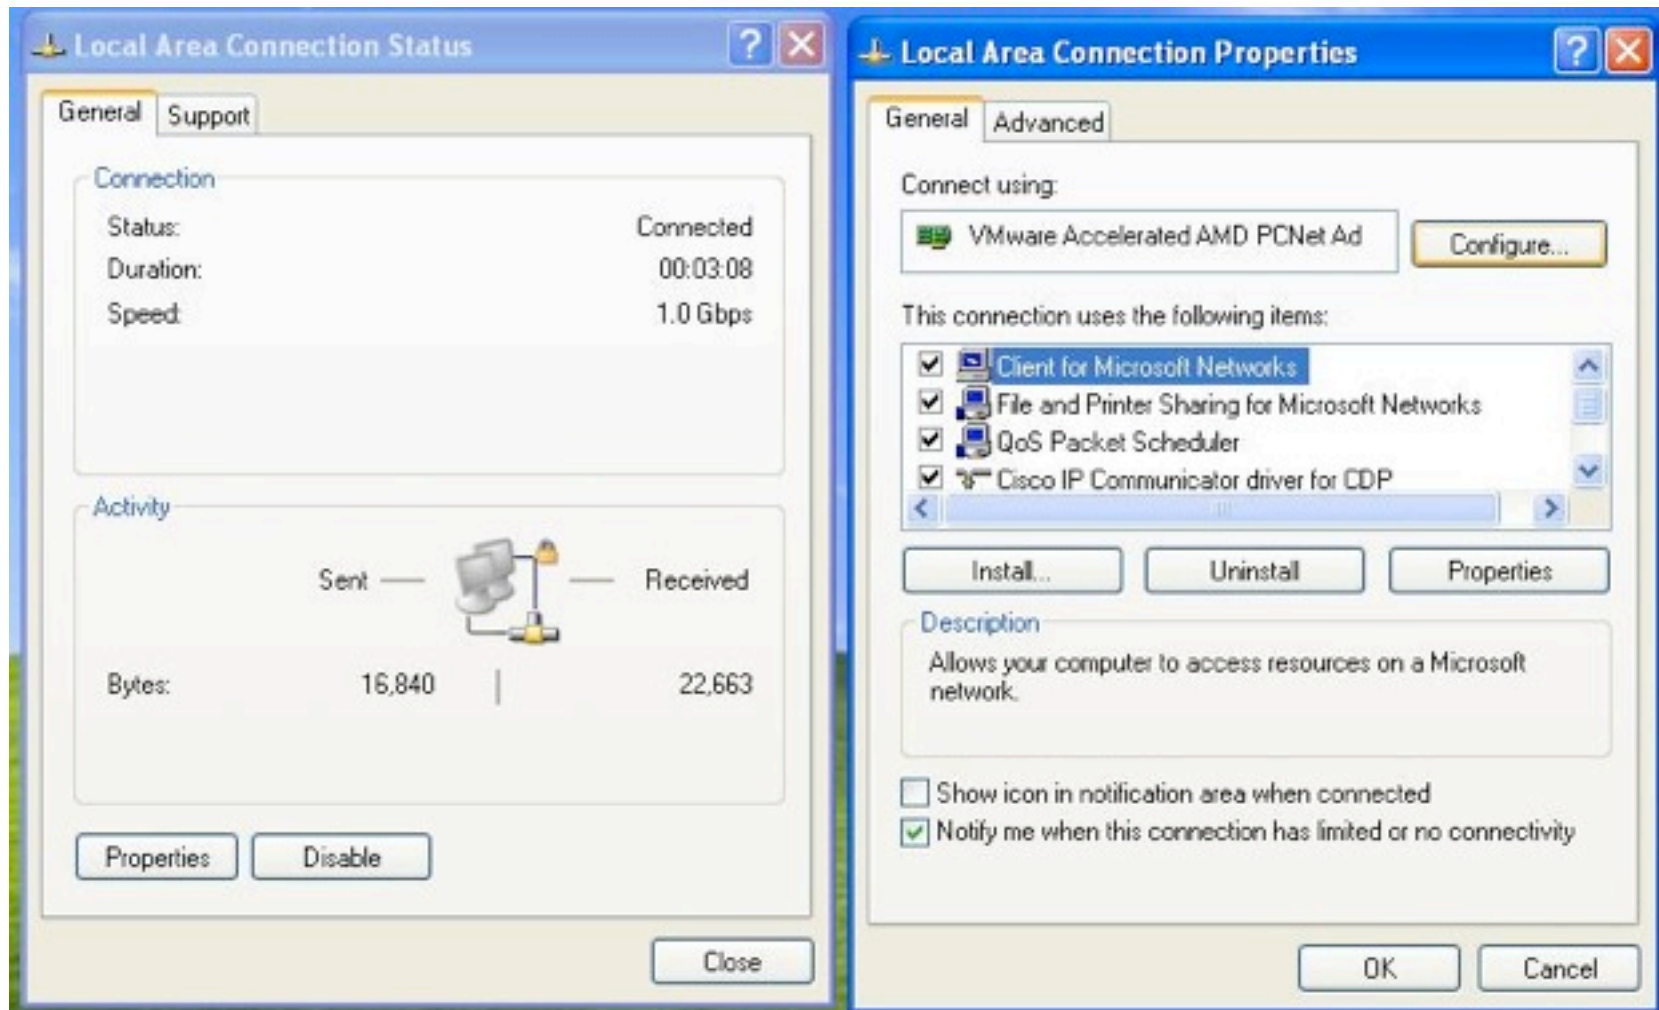 Local Area Connection Status
General
Support
Connection
Status:
Connected
Duration:
00:03:08
Speed:
1.0 Gbps
Activity
Sent
Received
Bytes:
16,840
22,663
Properties
Disable
Close
Local Area Connection Properties
General
Advanced
Connect using:
VMware Accelerated AMD PCNet Ad
Configure...
This connection uses the following items:
Client for Microsoft Networks
File and Printer Sharing for Microsoft Networks
QoS Packet Scheduler
Cisco IP Communicator driver for CDP
Install...
Uninstall
Properties
Description
Allows your computer to access resources on a Microsoft
network.
Show icon in notification area when connected
Notify me when this connection has limited or no connectivity
OK
Cancel